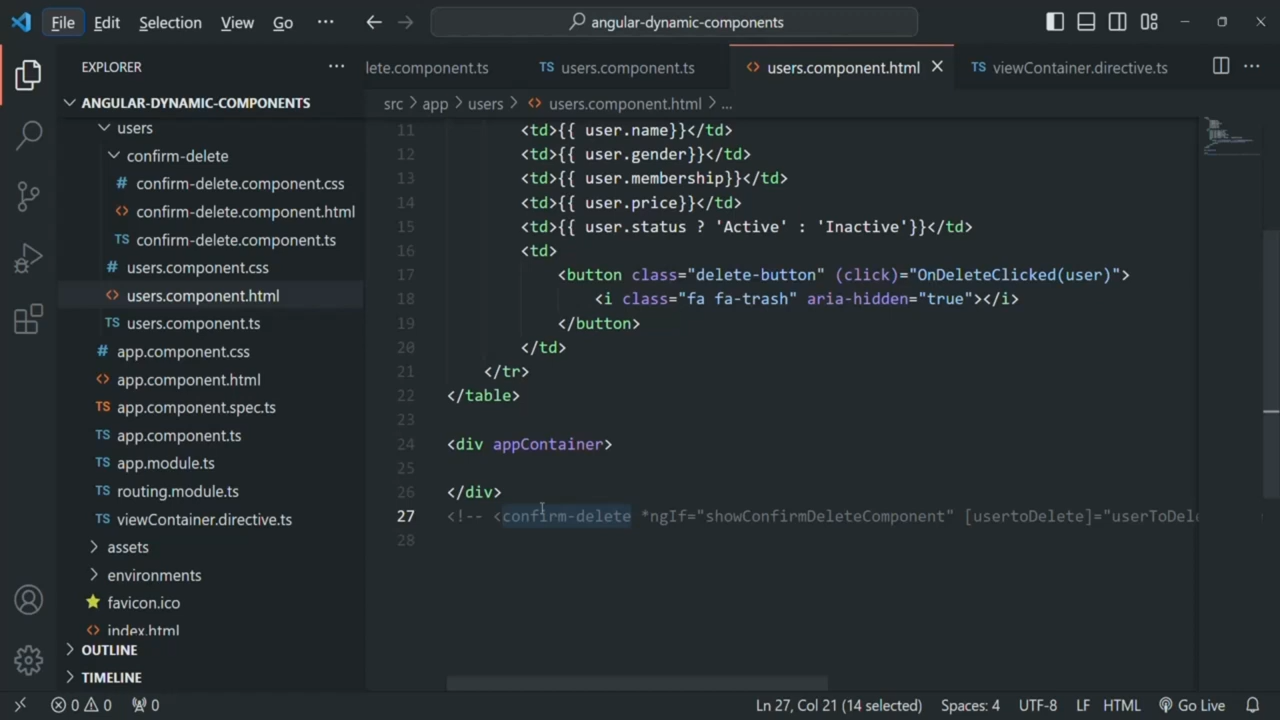 File Edit Selection View Go ··· angular-dynamic-components
EXPLORER ···
ANGULAR-DYNAMIC-COMPONENTS
users
confirm-delete
# confirm-delete.component.css
<> confirm-delete.component.html
TS confirm-delete.component.ts
# users.component.css
<> users.component.html
TS users.component.ts
# app.component.css
<> app.component.html
TS app.component.spec.ts
TS app.component.ts
TS app.module.ts
TS routing.module.ts
TS viewContainer.directive.ts
assets
environments
favicon.ico
<> index.html
OUTLINE
TIMELINE
lete.component.ts TS users.component.ts <> users.component.html TS viewContainer.directive.ts ···
src > app > users > <> users.component.html > ...
11 <td>{{ user.name}}</td>
12 <td>{{ user.gender}}</td>
13 <td>{{ user.membership}}</td>
14 <td>{{ user.price}}</td>
15 <td>{{ user.status ? 'Active' : 'Inactive'}}</td>
16 <td>
17 <button class="delete-button" (click)="OnDeleteClicked(user)">
18 <i class="fa fa-trash" aria-hidden="true"></i>
19 </button>
20 </td>
21 </tr>
22 </table>
23
24 <div appContainer>
25
26 </div>
27 <!-- <confirm-delete *ngIf="showConfirmDeleteComponent" [usertoDelete]="userToDele
28
0 0 0 Ln 27, Col 21 (14 selected) Spaces: 4 UTF-8 LF HTML Go Live